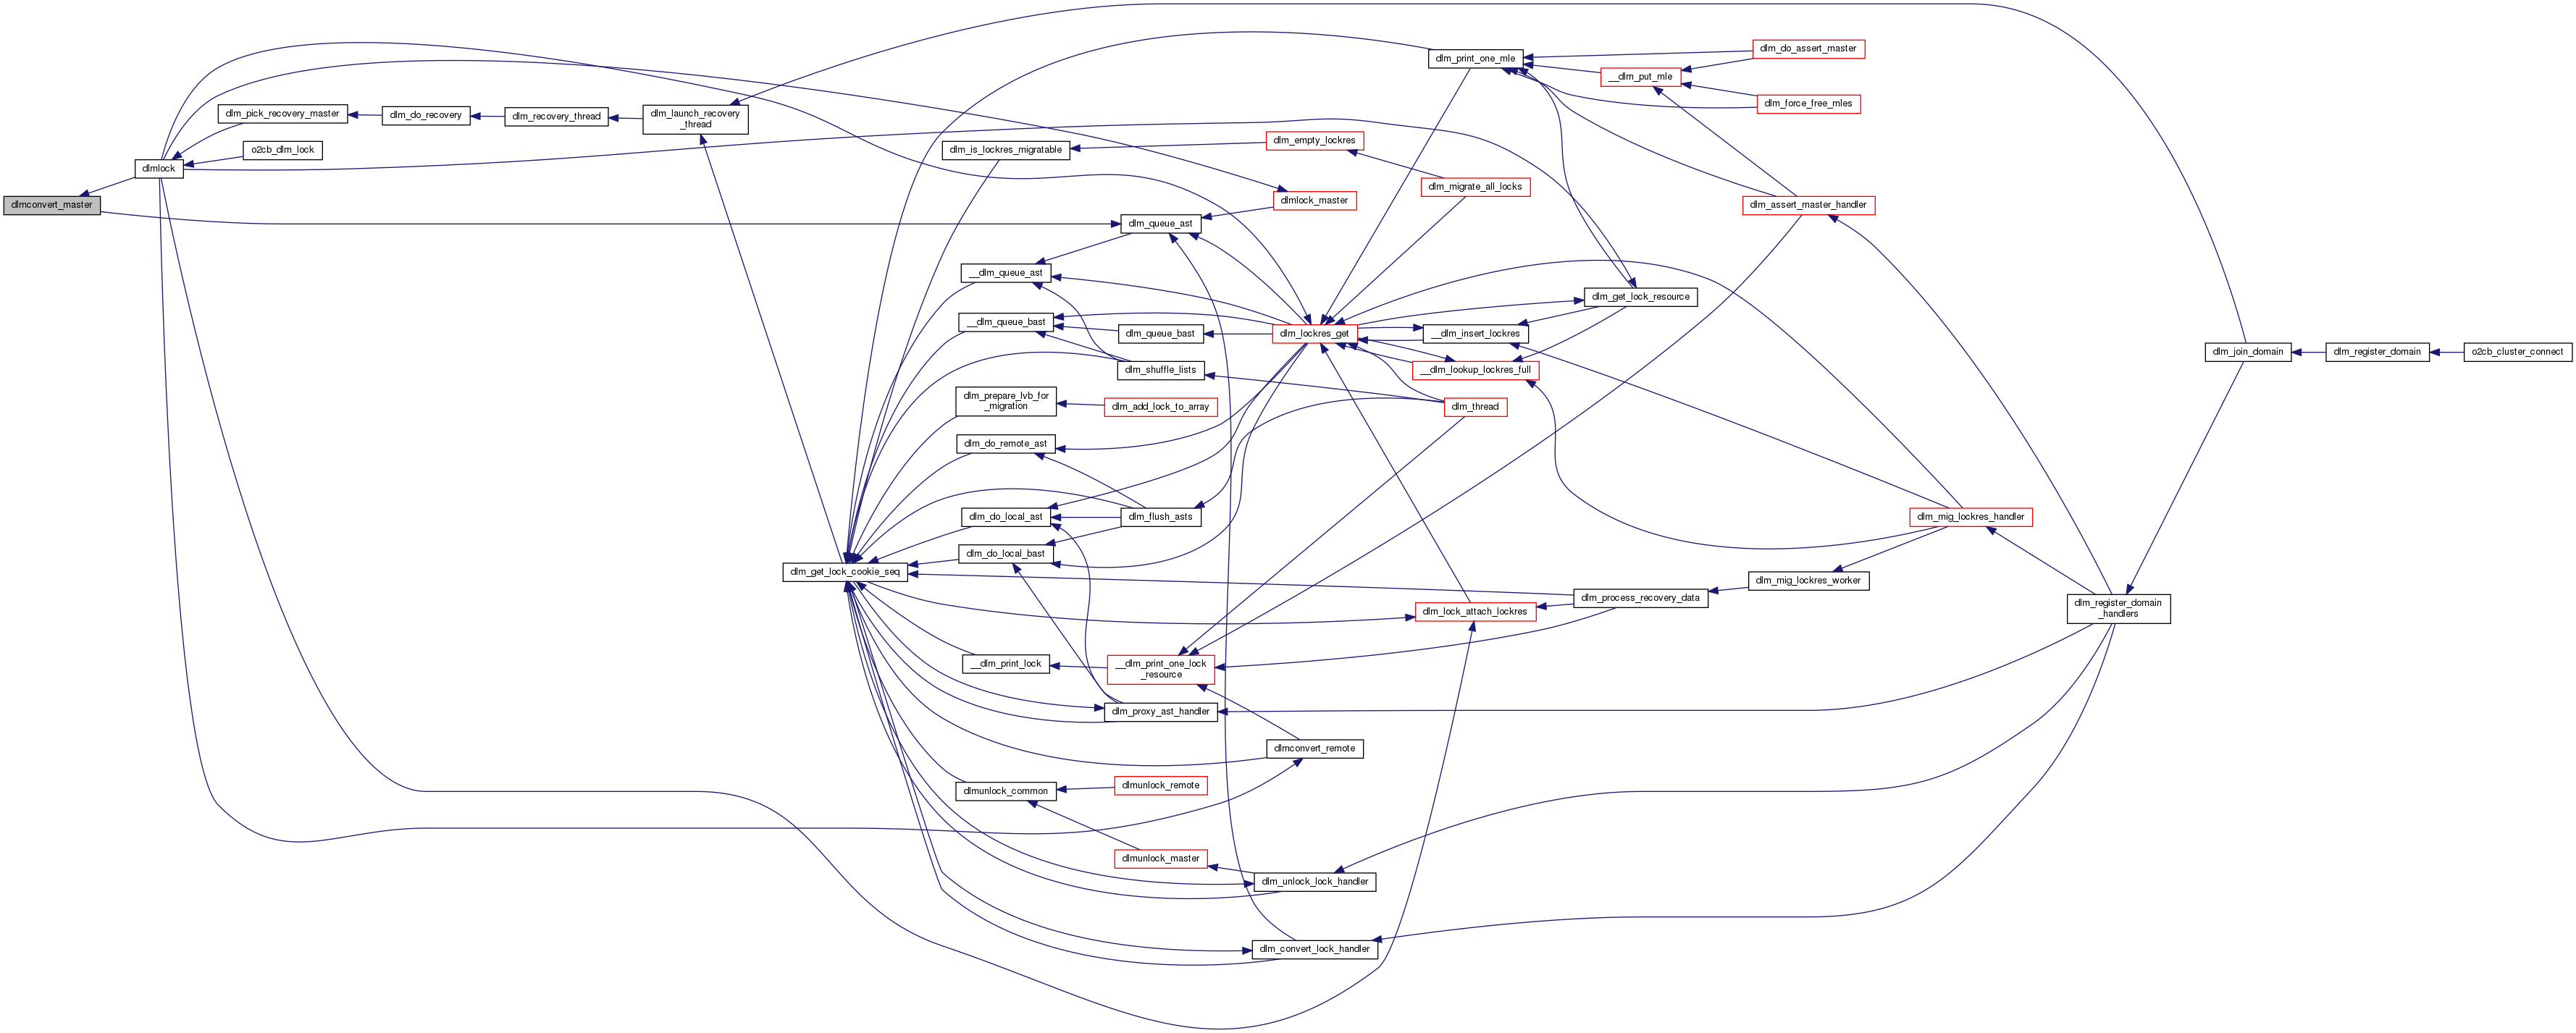 dlmconvert_master
dlmlock
dlm_pick_recovery_master
o2cb_dlm_lock
dlm_do_recovery
dlm_recovery_thread
dlm_launch_recovery
_thread
dlm_get_lock_cookie_seq
dlm_is_lockres_migratable
dlm_queue_ast
__dlm_queue_ast
__dlm_queue_bast
dlm_queue_bast
dlm_shuffle_lists
dlm_prepare_lvb_for
_migration
dlm_add_lock_to_array
dlm_do_remote_ast
dlm_do_local_ast
dlm_flush_asts
dlm_do_local_bast
__dlm_print_lock
__dlm_print_one_lock
_resource
dlm_proxy_ast_handler
dlmconvert_remote
dlmunlock_common
dlmunlock_remote
dlmunlock_master
dlm_unlock_lock_handler
dlm_convert_lock_handler
dlm_empty_lockres
dlmlock_master
dlm_lockres_get
dlm_print_one_mle
dlm_migrate_all_locks
__dlm_insert_lockres
__dlm_lookup_lockres_full
dlm_thread
dlm_lock_attach_lockres
dlm_get_lock_resource
dlm_process_recovery_data
dlm_do_assert_master
__dlm_put_mle
dlm_force_free_mles
dlm_assert_master_handler
dlm_mig_lockres_handler
dlm_mig_lockres_worker
dlm_register_domain
_handlers
dlm_join_domain
dlm_register_domain
o2cb_cluster_connect